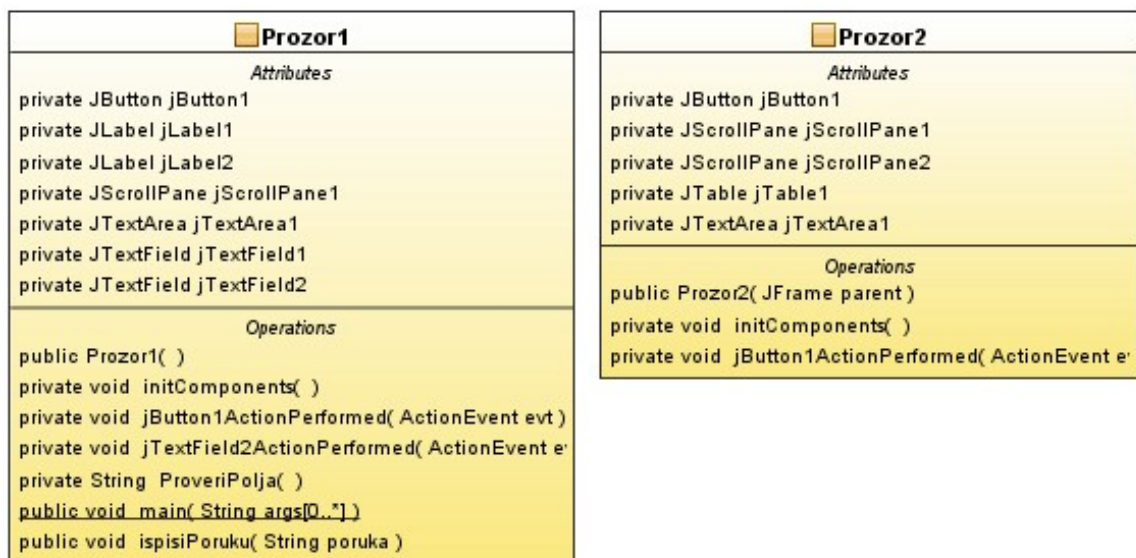 Prozor1
Attributes
private JButton jButton1
private JLabel jLabel1
private JLabel jLabel2
private JScrollPane jScrollPane1
private JTextArea jTextArea1
private JTextField jTextField1
private JTextField jTextField2
Operations
public Prozor1( )
private void initComponents( )
private void jButton1ActionPerformed( ActionEvent evt )
private void jTextField2ActionPerformed( ActionEvent ev
private String ProveriPolja( )
public void main( String args[0..*] )
public void ispisiPoruku( String poruka )
Prozor2
Attributes
private JButton jButton1
private JScrollPane jScrollPane1
private JScrollPane jScrollPane2
private JTable jTable1
private JTextArea jTextArea1
Operations
public Prozor2( JFrame parent )
private void initComponents( )
private void jButton1ActionPerformed( ActionEvent ev